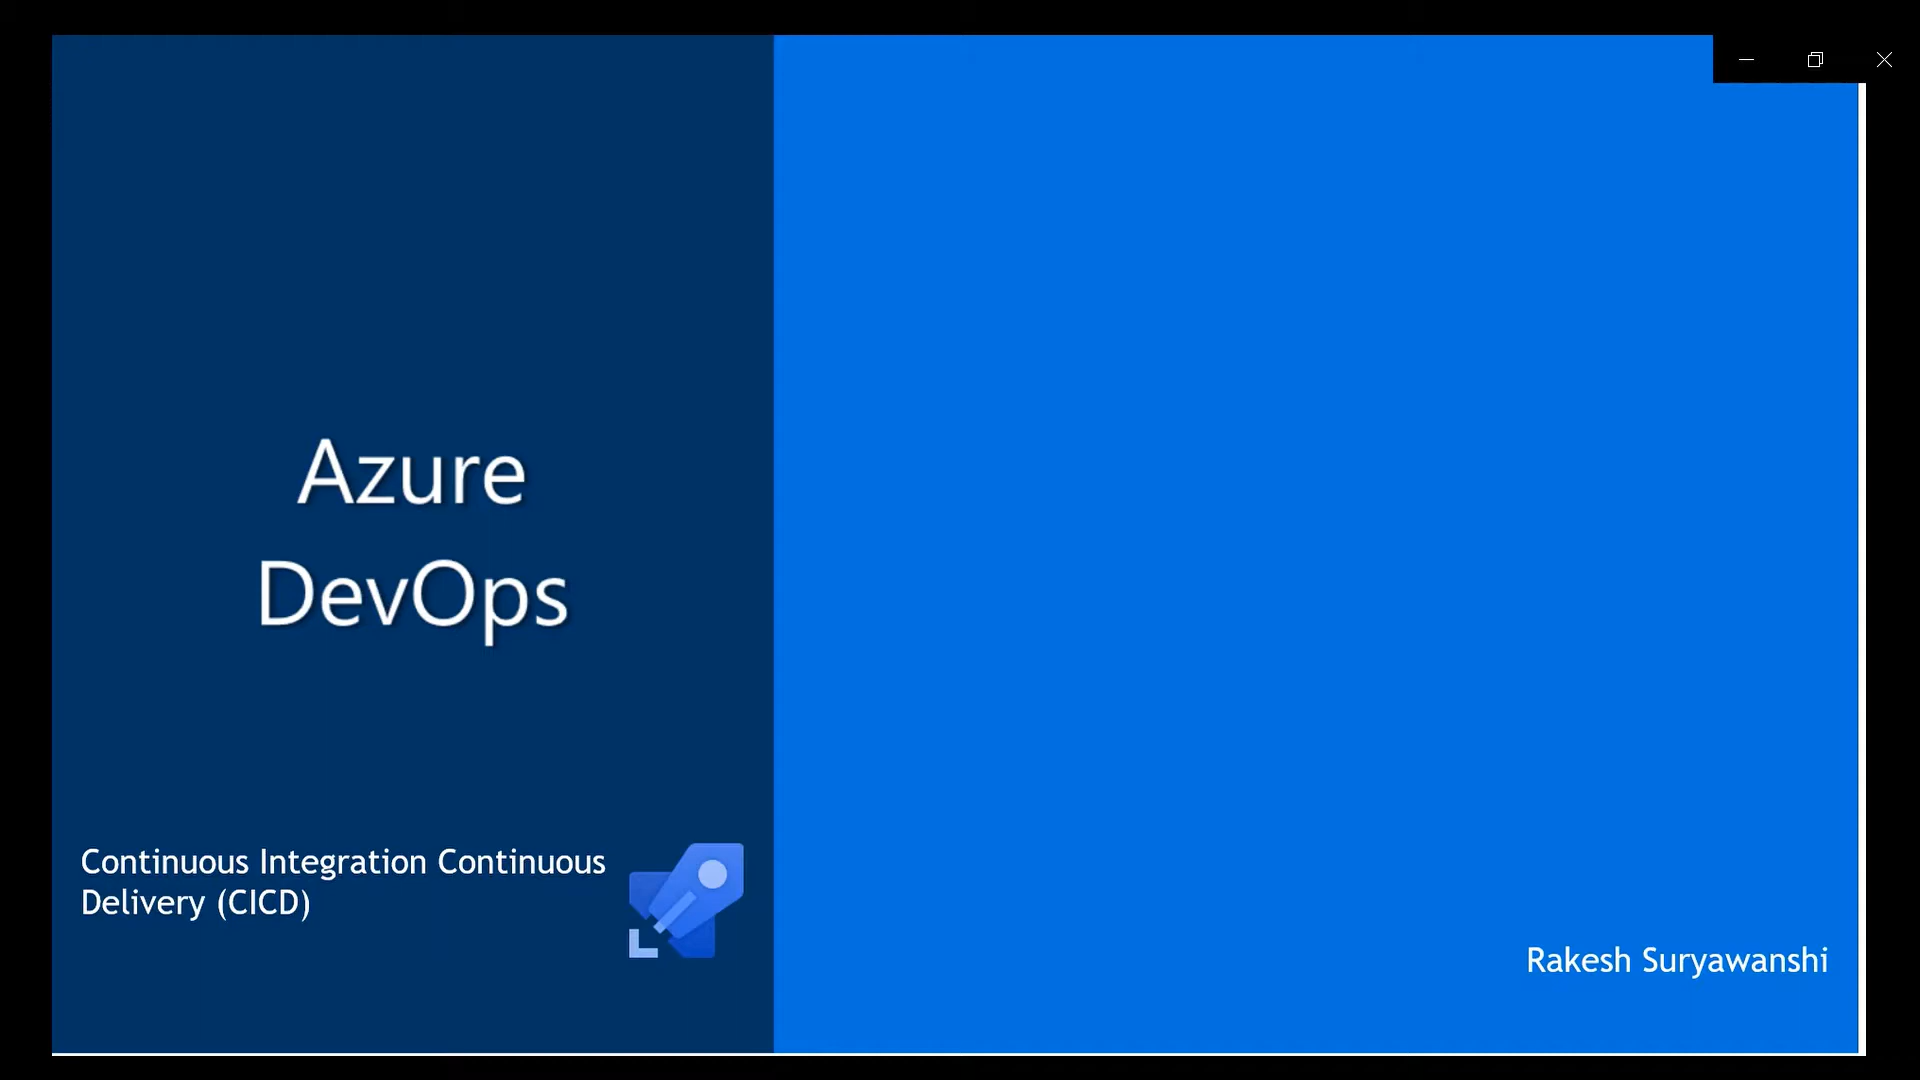 Azure
DevOps
Continuous Integration Continuous
Delivery (CICD)
Rakesh Suryawanshi